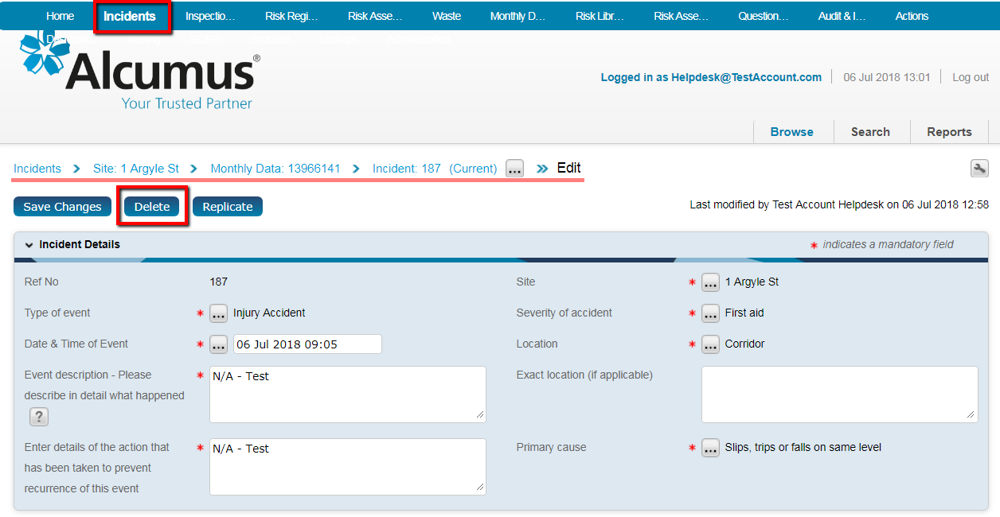 Home Incidents Inspectio... Risk Regi... Risk Asse... Waste Monthly D... Risk Libr... Risk Asse... Question... Audit & I... Actions
Alcumus®
Your Trusted Partner
Logged in as Helpdesk@TestAccount.com 06 Jul 2018 13:01 Log out
Browse Search Reports
Incidents > Site: 1 Argyle St > Monthly Data: 13966141 > Incident: 187 (Current) ... » Edit
Save Changes Delete Replicate Last modified by Test Account Helpdesk on 06 Jul 2018 12:58
Incident Details * indicates a mandatory field
Ref No 187 Site * ... 1 Argyle St
Type of event * ... Injury Accident Severity of accident * ... First aid
Date & Time of Event * ... 06 Jul 2018 09:05 Location * ... Corridor
Event description - Please * N/A - Test Exact location (if applicable)
describe in detail what happened
?
Enter details of the action that * N/A - Test Primary cause * ... Slips, trips or falls on same level
has been taken to prevent
recurrence of this event